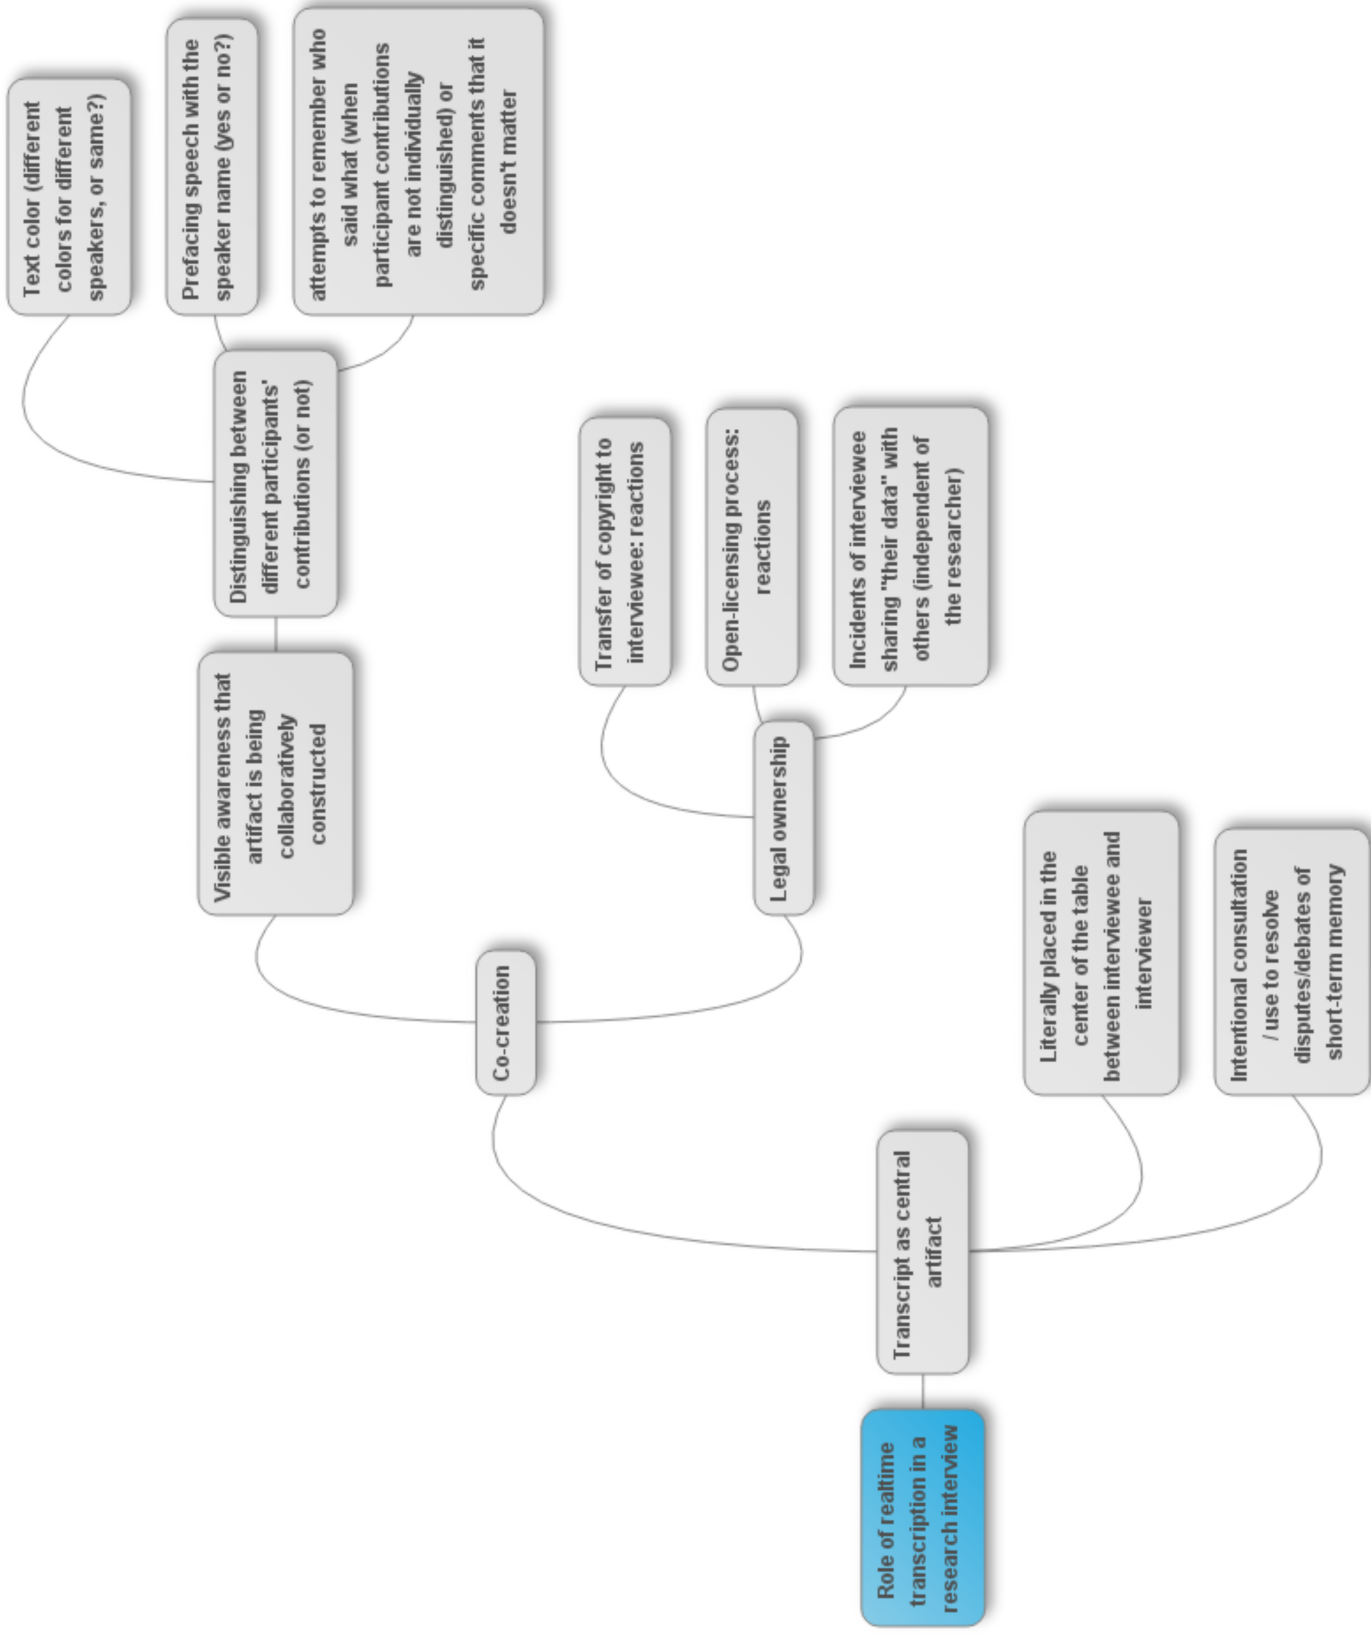 Role of realtime
transcription in a
research interview
Transcript as central
artifact
Co-creation
Visible awareness that
artifact is being
collaboratively
constructed
Distinguishing between
different participants'
contributions (or not)
Text color (different
colors for different
speakers, or same?)
Prefacing speech with the
speaker name (yes or no?)
attempts to remember who
said what (when
participant contributions
are not individually
distinguished) or
specific comments that it
doesn't matter
Legal ownership
Transfer of copyright to
interviewee: reactions
Open-licensing process:
reactions
Incidents of interviewee
sharing "their data" with
others (independent of
the researcher)
Literally placed in the
center of the table
between interviewee and
interviewer
Intentional consultation
/ use to resolve
disputes/debates of
short-term memory